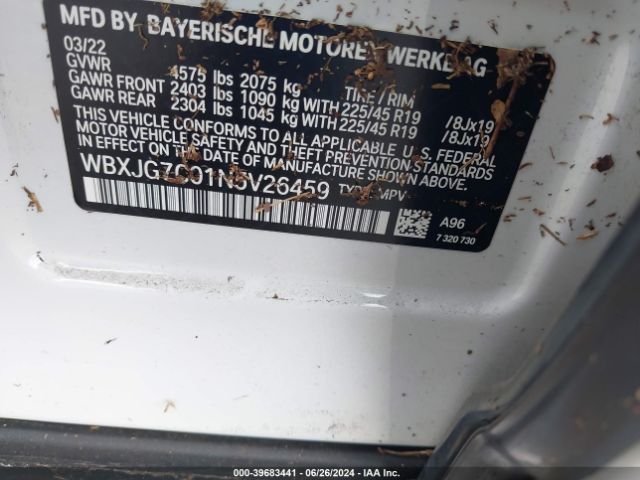 MFD BY BAYERISCHE MOTOREN WERKE AG
03/22
GVWR 4575 lbs 2075 kg TIRE / RIM
GAWR FRONT 2403 lbs 1090 kg WITH 225/45 R19 /8Jx19
GAWR REAR 2304 lbs 1045 kg WITH 225/45 R19 /8Jx19
THIS VEHICLE CONFORMS TO ALL APPLICABLE U.S. FEDERAL
MOTOR VEHICLE SAFETY AND THEFT PREVENTION
STANDARDS IN EFFECT ON THE DATE OF MANUFACTURE SHOWN ABOVE.
WBXJG7C01N5V26459 TYPE: MPV
A96
7 320 730
000-39683441 - 06/26/2024 - IAA Inc.